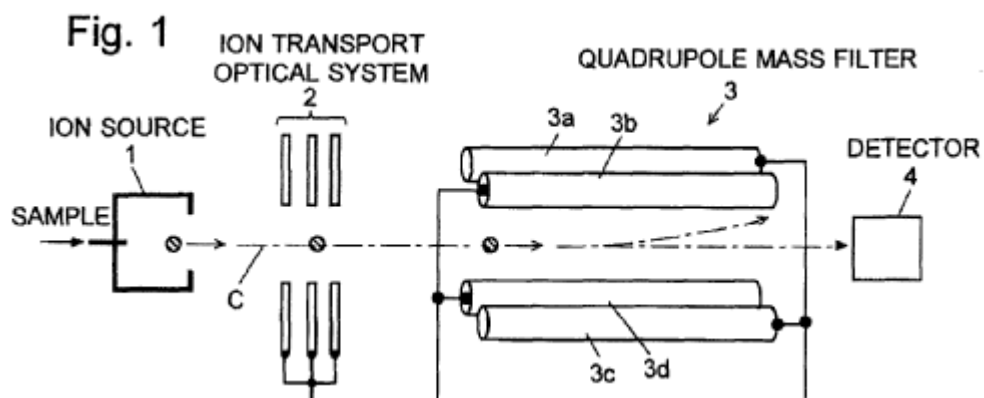 Fig. 1
ION TRANSPORT
OPTICAL SYSTEM
2
QUADRUPOLE MASS FILTER
3
ION SOURCE
1
3a
3b
DETECTOR
4
SAMPLE
C
3d
3c